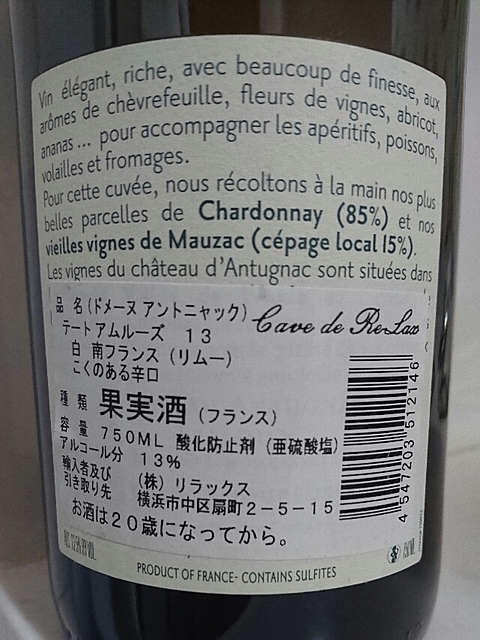 Vin élégant, riche, avec beaucoup de finesse, aux
arômes de chèvrefeuille, fleurs de vignes, abricot,
ananas ... pour accompagner les apéritifs, poissons,
volailles et fromages.
Pour cette cuvée, nous récoltons à la main nos plus
belles parcelles de Chardonnay (85%) et nos
vieilles vignes de Mauzac (cépage local 15%).
Les vignes du château d'Antugnac sont situées dans
品 名(ドメーヌ アントニャック) Cave de Re-Lax
テート アムルーズ 13
白 南フランス(リムー)
こくのある辛口
種 類 果実酒(フランス)
容 量 750ML 酸化防止剤(亜硫酸塩)
アルコール分 13%
輸入者及び (株)リラックス
引き取り先 横浜市中区扇町2-5-15
お酒は20歳になってから。
4 547203 512146
PRODUCT OF FRANCE- CONTAINS SULFITES